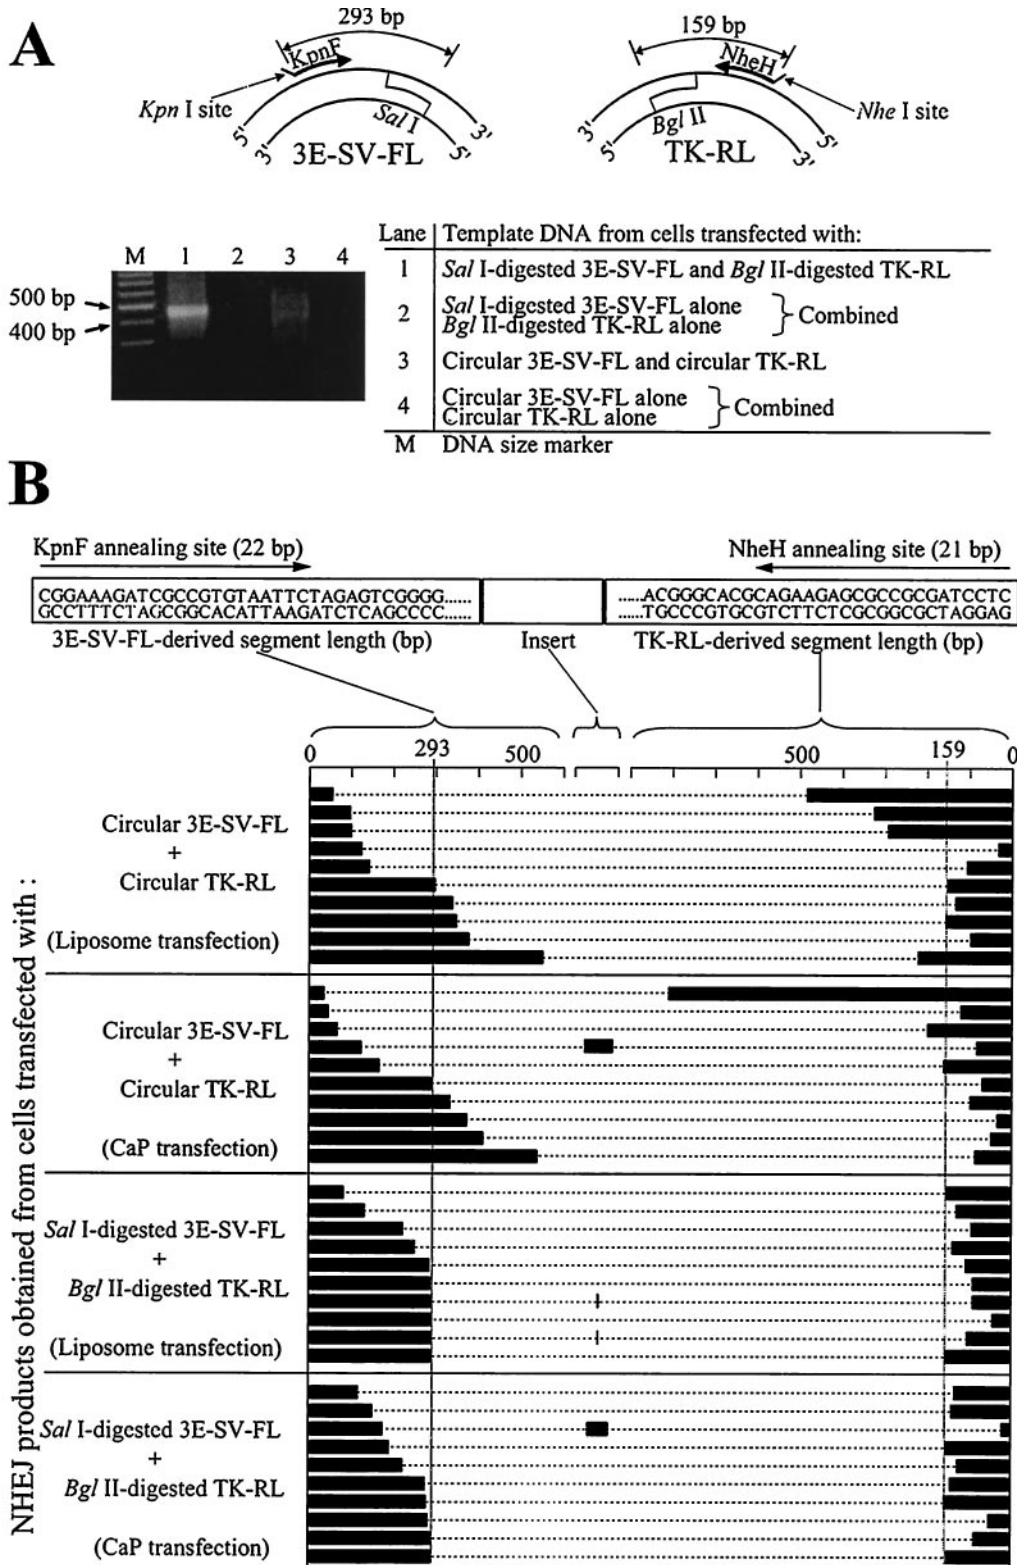 A
293 bp
159 bp
KpnF
NheH
Kpn I site
Nhe I site
Sal I
Bgl II
5'
3'
3'
5'
3'
5'
5'
3'
3E-SV-FL
TK-RL
M 1 2 3 4
500 bp
400 bp
Lane Template DNA from cells transfected with:
1 Sal I-digested 3E-SV-FL and Bgl II-digested TK-RL
2 Sal I-digested 3E-SV-FL alone
Bgl II-digested TK-RL alone
Combined
3 Circular 3E-SV-FL and circular TK-RL
4 Circular 3E-SV-FL alone
Circular TK-RL alone
Combined
M DNA size marker
B
KpnF annealing site (22 bp)
NheH annealing site (21 bp)
CGGAAAGATCGCCGTGTAATTCTAGAGTCGGGG......
GCCTTTCTAGCGGCACATTAAGATCTCAGCCCC......
......ACGGGCACGCAGAAGAGCGCCGCGATCCTC
......TGCCCGTGCGTCTTCTCGCGGCGCTAGGAG
3E-SV-FL-derived segment length (bp)
Insert
TK-RL-derived segment length (bp)
0 293 500 500 159 0
NHEJ products obtained from cells transfected with :
Circular 3E-SV-FL
+
Circular TK-RL
(Liposome transfection)
Circular 3E-SV-FL
+
Circular TK-RL
(CaP transfection)
Sal I-digested 3E-SV-FL
+
Bgl II-digested TK-RL
(Liposome transfection)
Sal I-digested 3E-SV-FL
+
Bgl II-digested TK-RL
(CaP transfection)